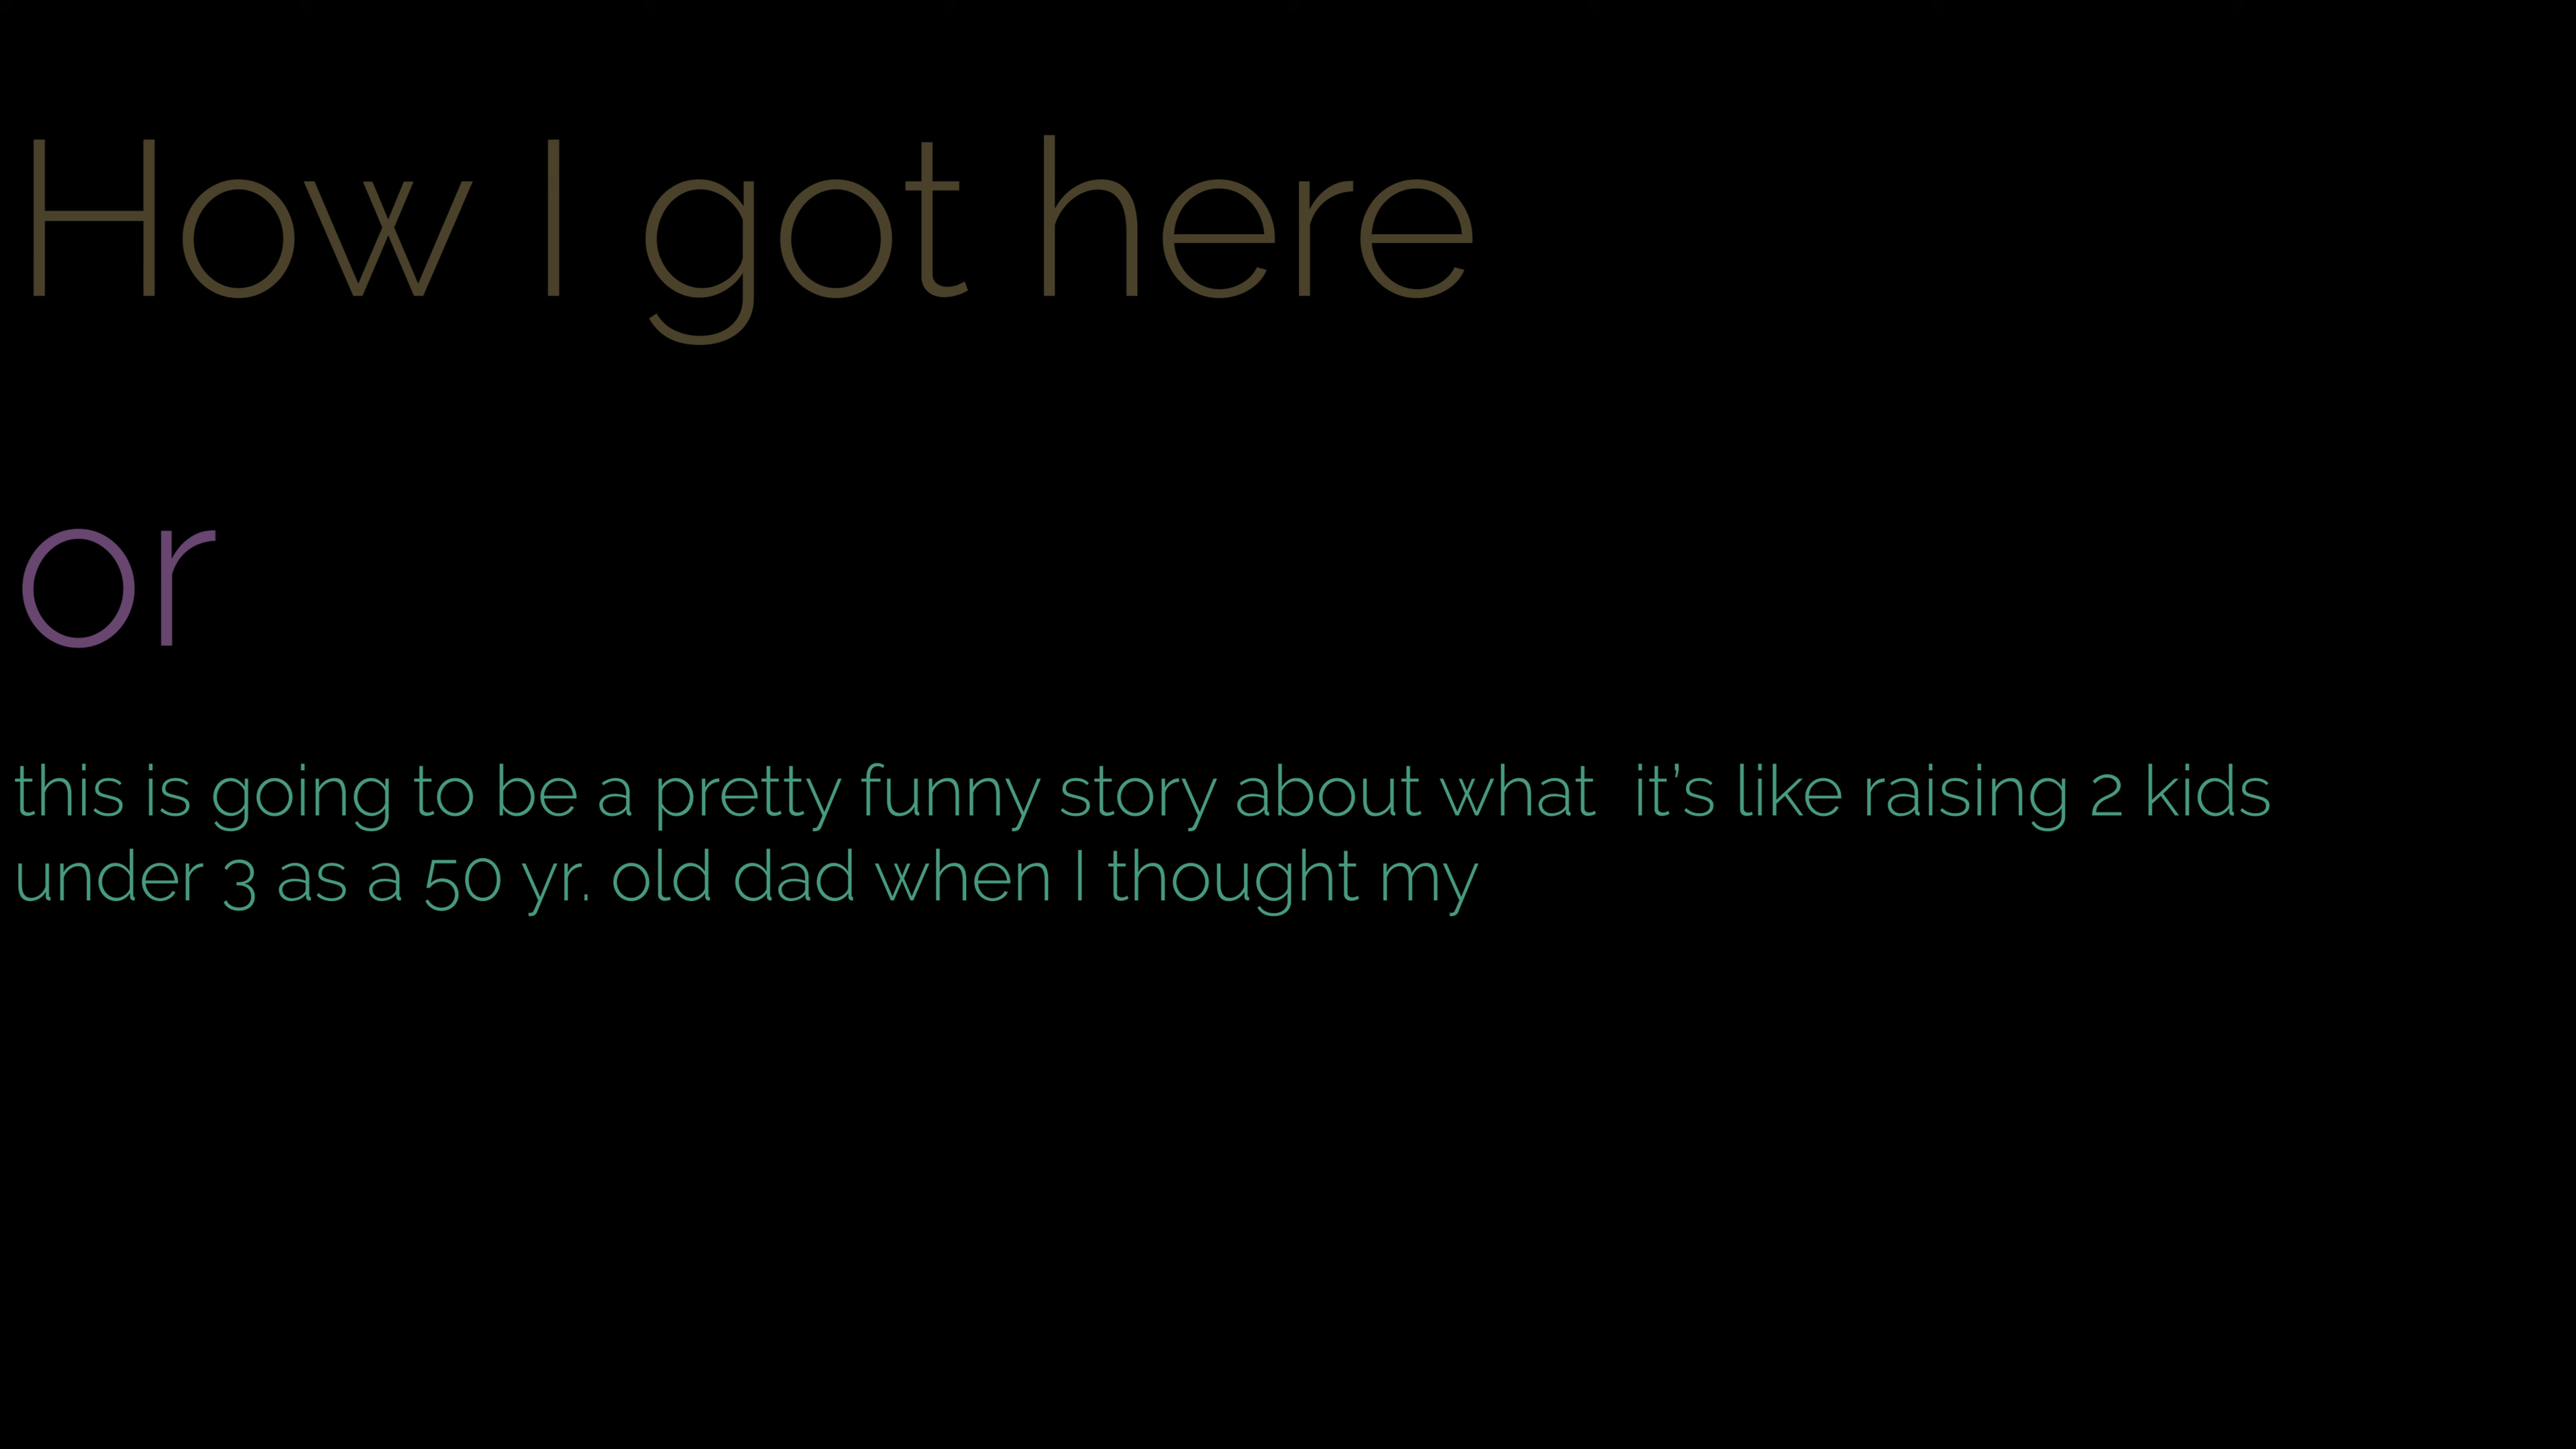 How I got here
or
this is going to be a pretty funny story about what  it’s like raising 2 kids
under 3 as a 50 yr. old dad when I thought my